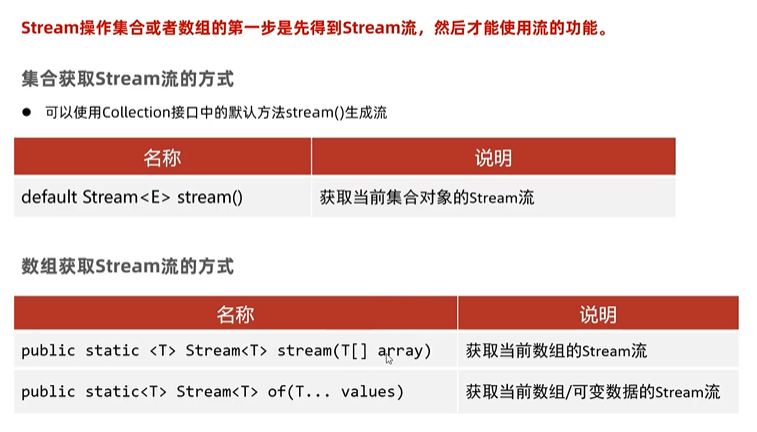 Stream操作集合或者数组的第一步是先得到Stream流，然后才能使用流的功能。
集合获取Stream流的方式
● 可以使用Collection接口中的默认方法stream()生成流
名称 说明
default Stream<E> stream() 获取当前集合对象的Stream流
数组获取Stream流的方式
名称 说明
public static <T> Stream<T> stream(T[] array) 获取当前数组的Stream流
public static<T> Stream<T> of(T... values) 获取当前数组/可变数据的Stream流